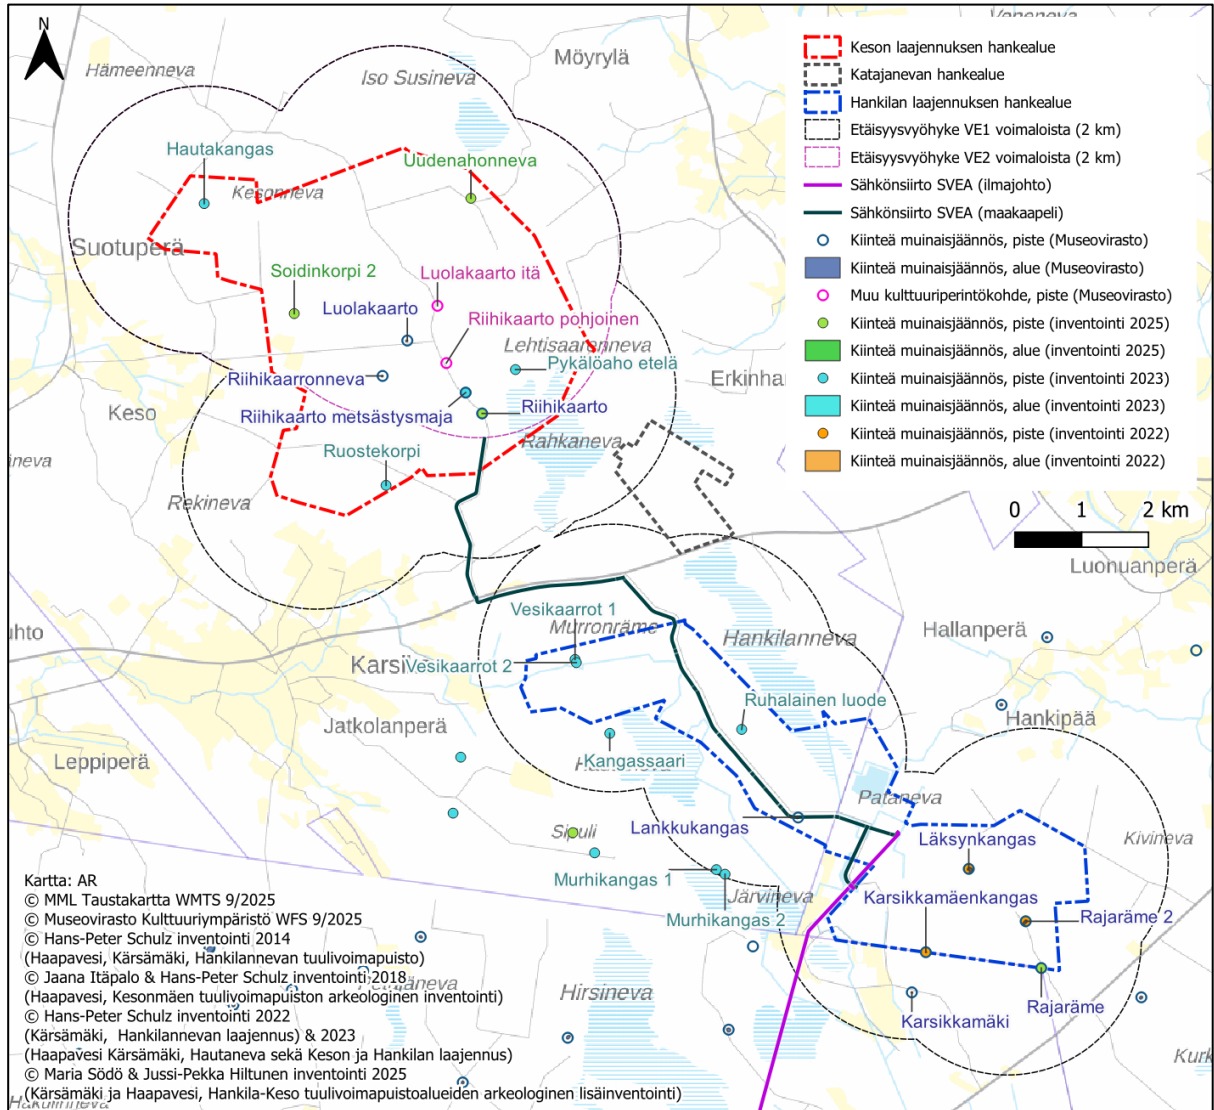 N
Veneneva
Möyrylä
Hämeenneva
Iso Susineva
Hautakangas
Uudenahonneva
Kesonneva
Suotuperä
Soidinkorpi 2
Luolakaarto itä
Luolakaarto
Riihikaarto pohjoinen
Lehtisaarenneva
Pykälöaho etelä
Riihikaarronneva
Erkinhar
Keso
Riihikaarto metsästysmaja
Riihikaarto
Rahkaneva
Ruostekorpi
äneva
Rekineva
Keson laajennuksen hankealue
Katajanevan hankealue
Hankilan laajennuksen hankealue
Etäisyysvyöhyke VE1 voimaloista (2 km)
Etäisyysvyöhyke VE2 voimaloista (2 km)
Sähkönsiirto SVEA (ilmajohto)
Sähkönsiirto SVEA (maakaapeli)
Kiinteä muinaisjäännös, piste (Museovirasto)
Kiinteä muinaisjäännös, alue (Museovirasto)
Muu kulttuuriperintökohde, piste (Museovirasto)
Kiinteä muinaisjäännös, piste (inventointi 2025)
Kiinteä muinaisjäännös, alue (inventointi 2025)
Kiinteä muinaisjäännös, piste (inventointi 2023)
Kiinteä muinaisjäännös, alue (inventointi 2023)
Kiinteä muinaisjäännös, piste (inventointi 2022)
Kiinteä muinaisjäännös, alue (inventointi 2022)
0 1 2 km
Luonuanperä
Vesikaarrot 1
Murronräme
Hankilanneva
Hallanperä
uhto
Vesikaarrot 2
Ruhalainen luode
Hankipää
Jatkolanperä
Leppiperä
Kangassaari
Pataneva
Sipuli
Lankkukangas
Kivineva
Läksynkangas
Murhikangas 1
Järvineva
Karsikkamäenkangas
Murhikangas 2
Rajaräme 2
Hirsineva
Karsikkamäki
Rajaräme
Kurk
Kartta: AR
© MML Taustakartta WMTS 9/2025
© Museovirasto Kulttuuriympäristö WFS 9/2025
© Hans-Peter Schulz inventointi 2014
(Haapavesi, Kärsämäki, Hankilannevan tuulivoimapuisto)
© Jaana Itäpalo & Hans-Peter Schulz inventointi 2018
(Haapavesi, Kesonmäen tuulivoimapuiston arkeologinen inventointi)
© Hans-Peter Schulz inventointi 2022
(Kärsämäki, Hankilannevan laajennus) & 2023
(Haapavesi Kärsämäki, Hautaneva sekä Keson ja Hankilan laajennus)
© Maria Södö & Jussi-Pekka Hiltunen inventointi 2025
(Kärsämäki ja Haapavesi, Hankila-Keso tuulivoimapuistoalueiden arkeologinen lisäinventointi)